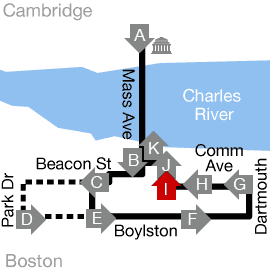 Cambridge
A
Mass Ave
Charles
River
K
B
J
Beacon St
Comm
Ave
C
I
H
G
Park Dr
Dartmouth
D
E
F
Boylston
Boston